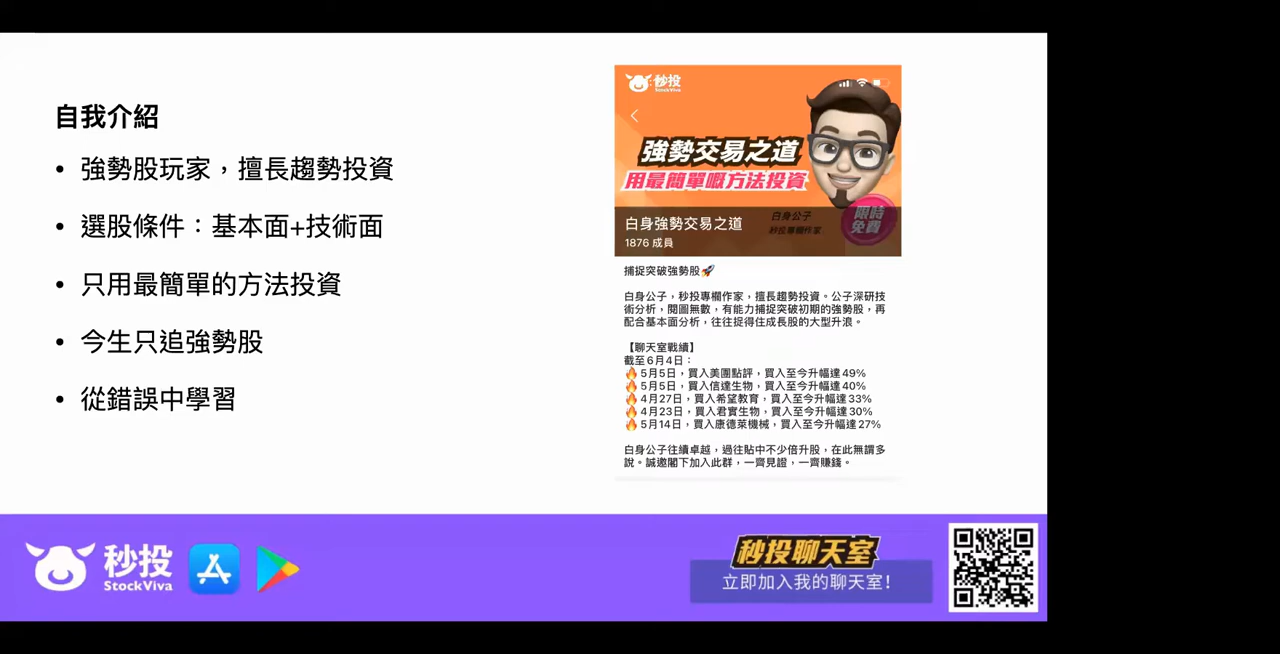 自我介紹
• 強勢股玩家，擅長趨勢投資
• 選股條件：基本面+技術面
• 只用最簡單的方法投資
• 今生只追強勢股
• 從錯誤中學習
秒投
StockViva
強勢交易之道
用最簡單嘅方法投資
白身強勢交易之道
1876 成員
白身公子
秒投專欄作家
限時
免費
捕捉突破強勢股🚀
白身公子，秒投專欄作家，擅長趨勢投資。公子深研技
術分析，閱圖無數，有能力捕捉突破初期的強勢股，再
配合基本面分析，往往捉得住成長股的大型升浪。
【聊天室戰績】
截至6月4日：
🔥5月5日，買入美團點評，買入至今升幅達49%
🔥5月5日，買入信達生物，買入至今升幅達40%
🔥4月27日，買入希望教育，買入至今升幅達33%
🔥4月23日，買入君實生物，買入至今升幅達30%
🔥5月14日，買入康德萊機械，買入至今升幅達27%
白身公子往績卓越，過往貼中不少倍升股，在此無謂多
說。誠邀閣下加入此群，一齊見證，一齊賺錢。
秒投
StockViva
秒投聊天室
立即加入我的聊天室！